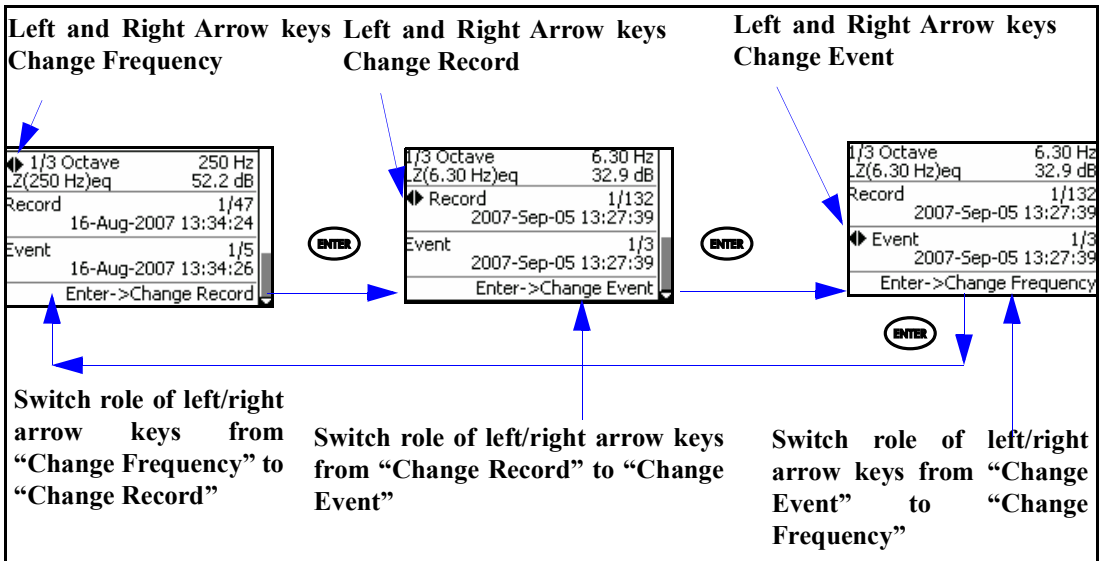 Left and Right Arrow keys
Change Frequency
Left and Right Arrow keys
Change Record
Left and Right Arrow keys
Change Event
1/3 Octave 250 Hz
LZ(250 Hz)eq 52.2 dB
Record 1/47
16-Aug-2007 13:34:24
Event 1/5
16-Aug-2007 13:34:26
Enter->Change Record
ENTER
1/3 Octave 6.30 Hz
LZ(6.30 Hz)eq 32.9 dB
Record 1/132
2007-Sep-05 13:27:39
Event 1/3
2007-Sep-05 13:27:39
Enter->Change Event
ENTER
1/3 Octave 6.30 Hz
LZ(6.30 Hz)eq 32.9 dB
Record 1/132
2007-Sep-05 13:27:39
Event 1/3
2007-Sep-05 13:27:39
Enter->Change Frequency
ENTER
Switch role of left/right
arrow keys from
“Change Frequency” to
“Change Record”
Switch role of left/right arrow keys
from “Change Record” to “Change
Event”
Switch role of left/right
arrow keys from “Change
Event” to “Change
Frequency”